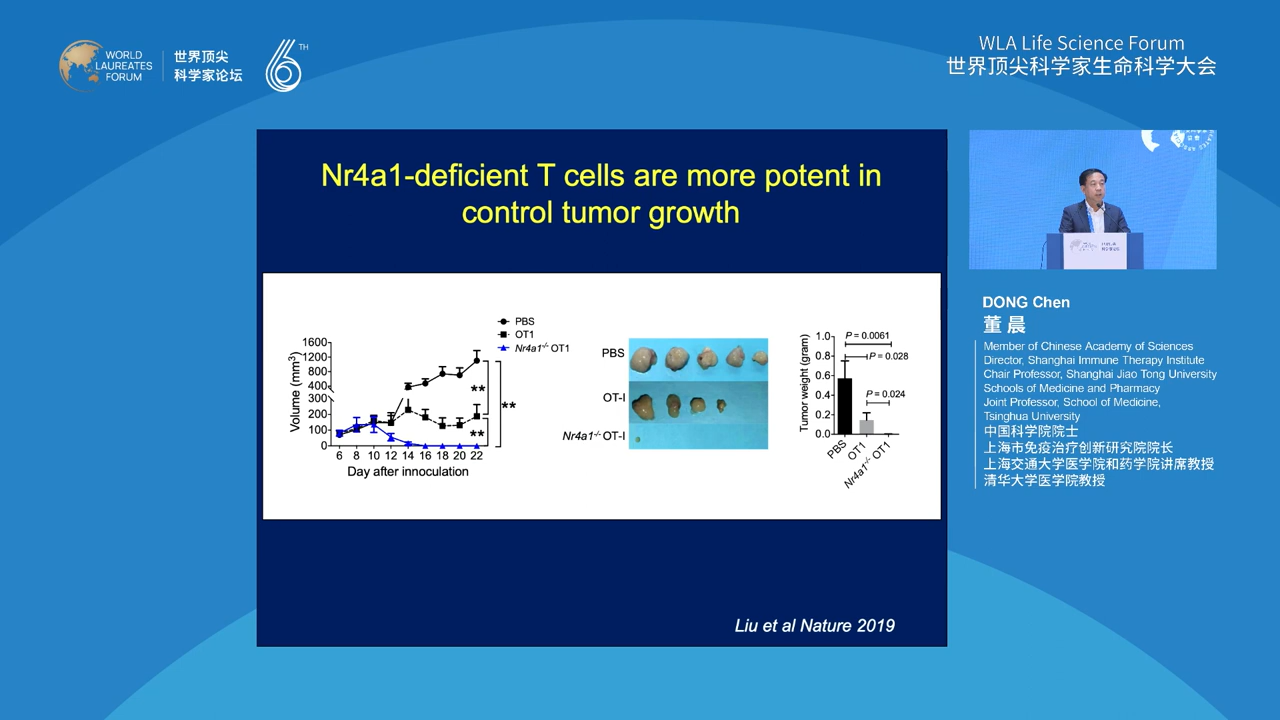 WORLD
LAUREATES
FORUM
世界顶尖
科学家论坛
6TH
WLA Life Science Forum
世界顶尖科学家生命科学大会
Nr4a1-deficient T cells are more potent in
control tumor growth
PBS
OT1
Nr4a1-/- OT1
Volume (mm3)
1600
1200
800
400
300
200
100
0
6 8 10 12 14 16 18 20 22
Day after innoculation
**
**
**
PBS
OT-I
Nr4a1-/-OT-I
Tumor weight (gram)
1.0
0.8
0.6
0.4
0.2
0.0
P = 0.0061
P = 0.028
P = 0.024
PBS
OT1
Nr4a1-/- OT1
Liu et al Nature 2019
DONG Chen
董 晨
Member of Chinese Academy of Sciences
Director, Shanghai Immune Therapy Institute
Chair Professor, Shanghai Jiao Tong University
Schools of Medicine and Pharmacy
Joint Professor, School of Medicine,
Tsinghua University
中国科学院院士
上海市免疫治疗创新研究院院长
上海交通大学医学院和药学院讲席教授
清华大学医学院教授